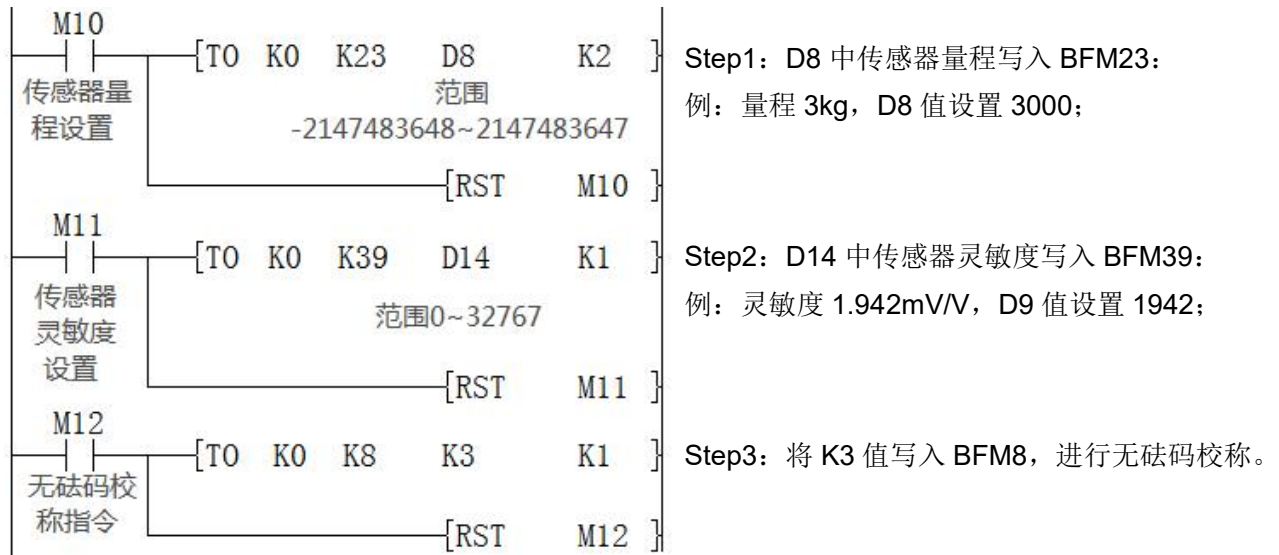 M10
[TO K0 K23 D8 K2 ]
Step1：D8 中传感器量程写入 BFM23：
传感器量
程设置
范围
-2147483648~2147483647
例：量程 3kg，D8 值设置 3000；
[RST M10 ]
M11
[TO K0 K39 D14 K1 ]
Step2：D14 中传感器灵敏度写入 BFM39：
传感器
灵敏度
设置
范围0~32767
例：灵敏度 1.942mV/V，D9 值设置 1942；
[RST M11 ]
M12
[TO K0 K8 K3 K1 ]
Step3：将 K3 值写入 BFM8，进行无砝码校称。
无砝码校
称指令
[RST M12 ]